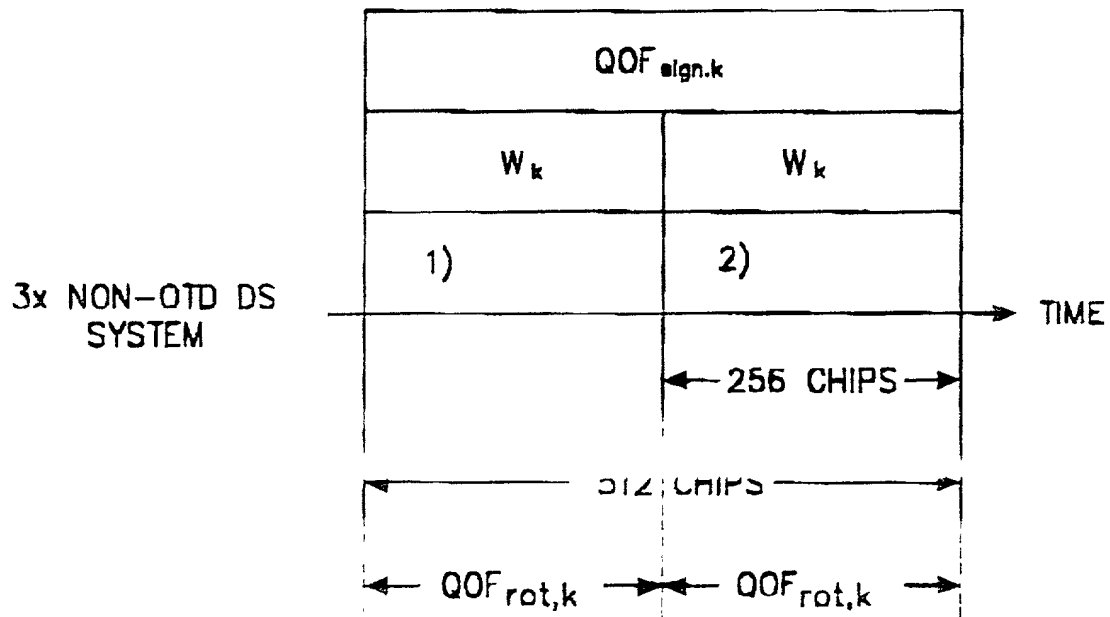 QOF sign.k
W k W k
1) 2)
3x NON-OTD DS
SYSTEM
TIME
256 CHIPS
512 CHIPS
QOF rot,k QOF rot,k